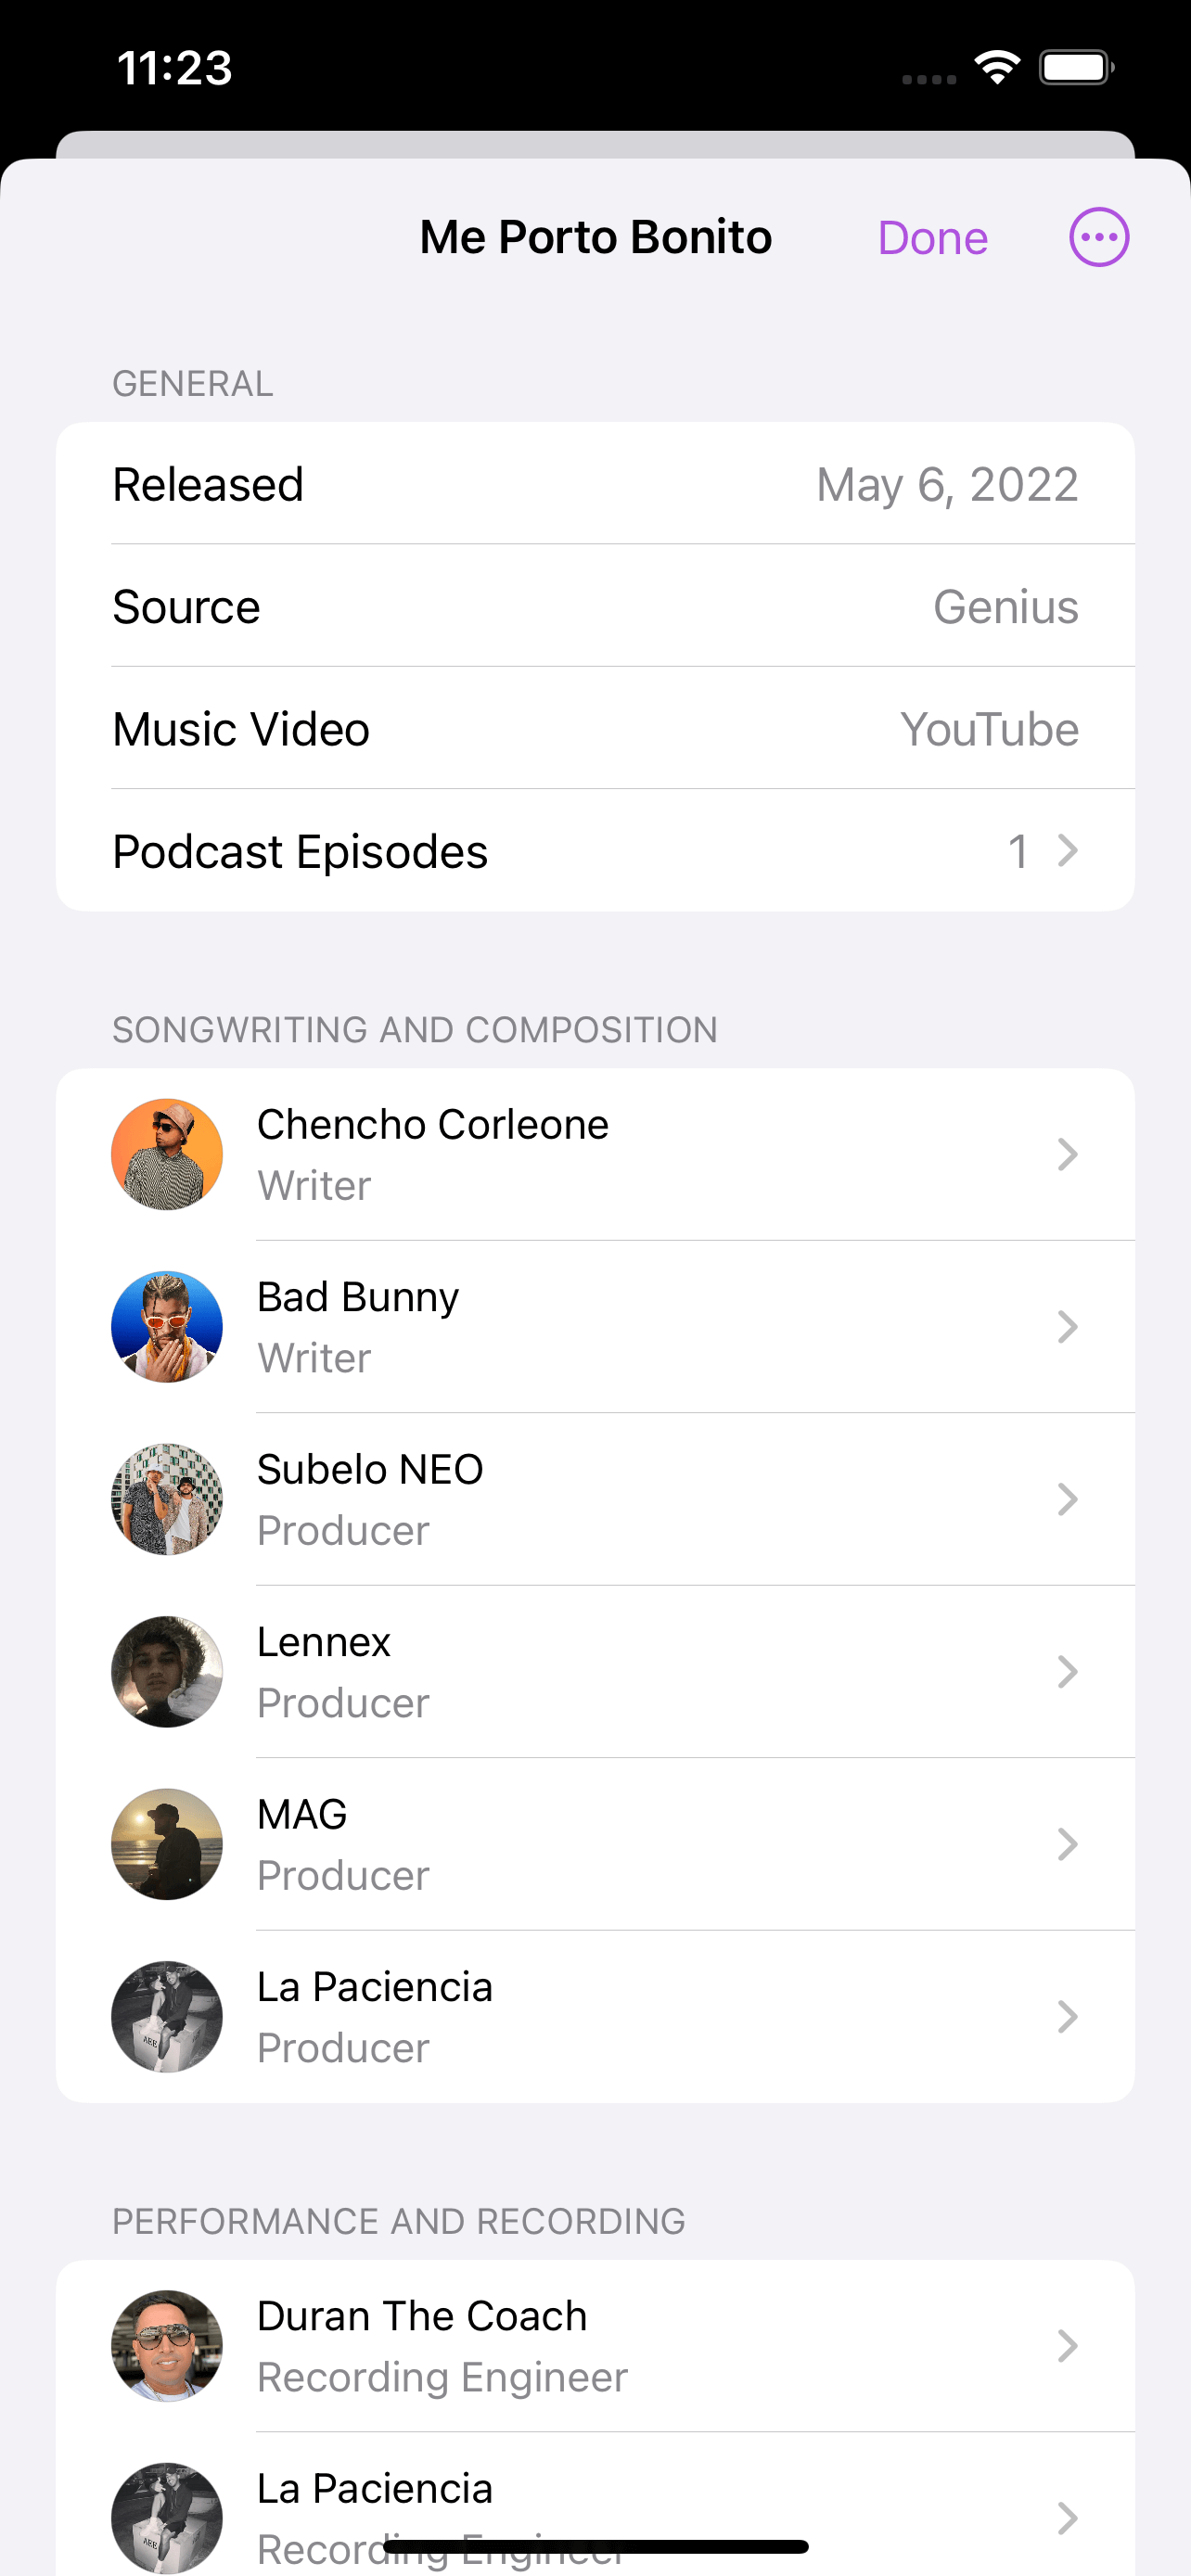 11:23
Me Porto Bonito Done
GENERAL
Released May 6, 2022
Source Genius
Music Video YouTube
Podcast Episodes 1
SONGWRITING AND COMPOSITION
Chencho Corleone
Writer
Bad Bunny
Writer
Subelo NEO
Producer
Lennex
Producer
MAG
Producer
La Paciencia
Producer
PERFORMANCE AND RECORDING
Duran The Coach
Recording Engineer
La Paciencia
Recording Engineer